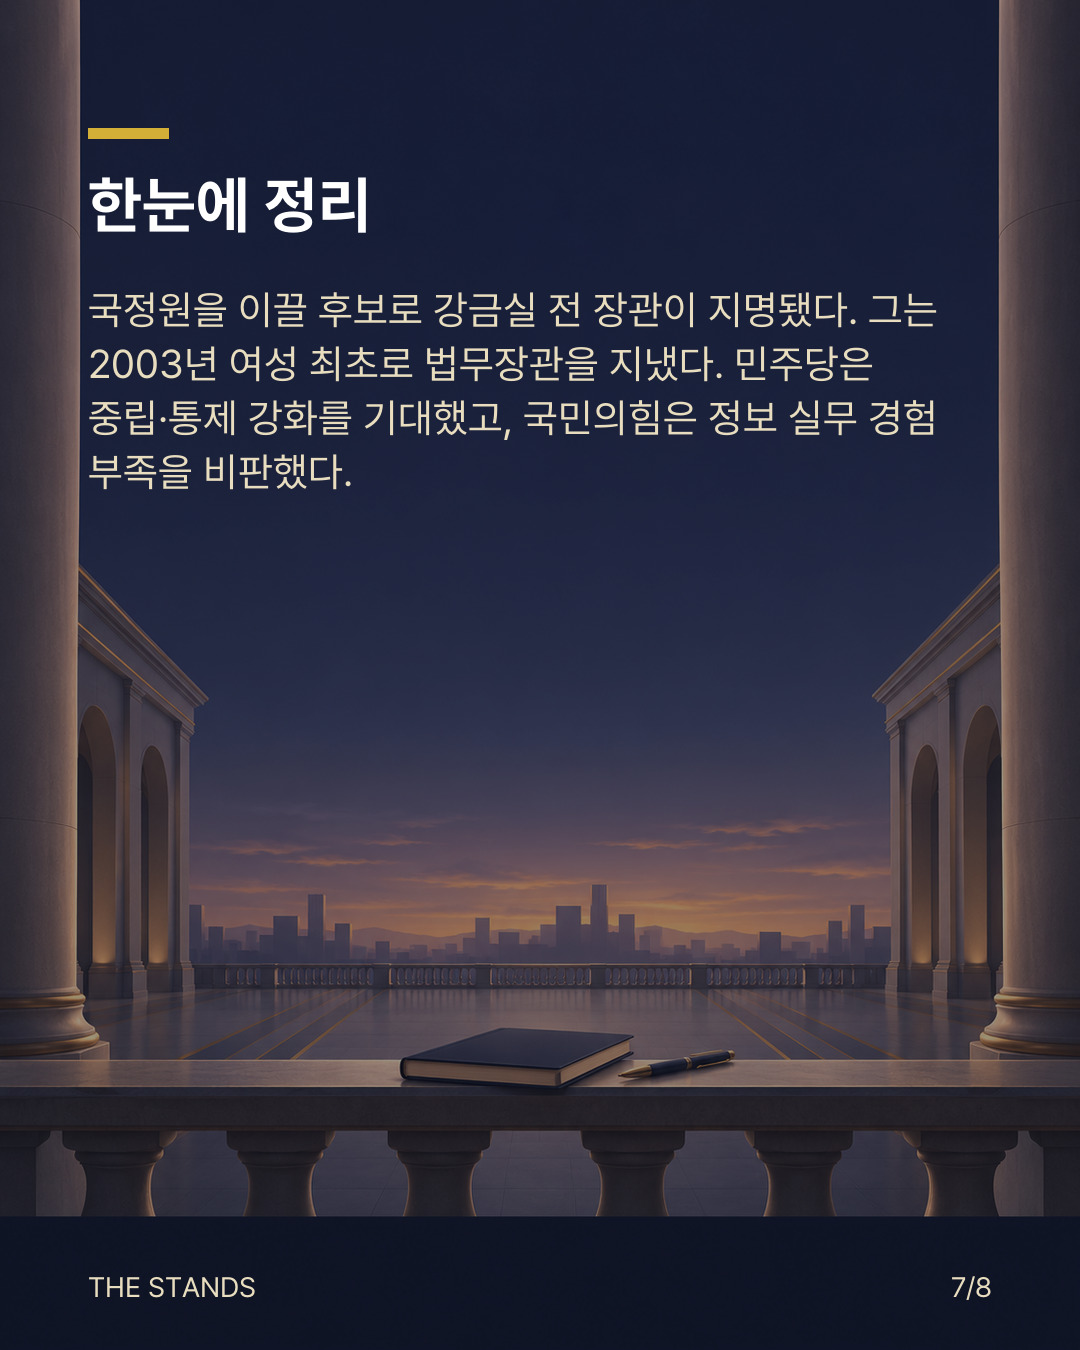 한눈에 정리
국정원을 이끌 후보로 강금실 전 장관이 지명됐다. 그는
2003년 여성 최초로 법무장관을 지냈다. 민주당은
중립·통제 강화를 기대했고, 국민의힘은 정보 실무 경험
부족을 비판했다.
THE STANDS
7/8